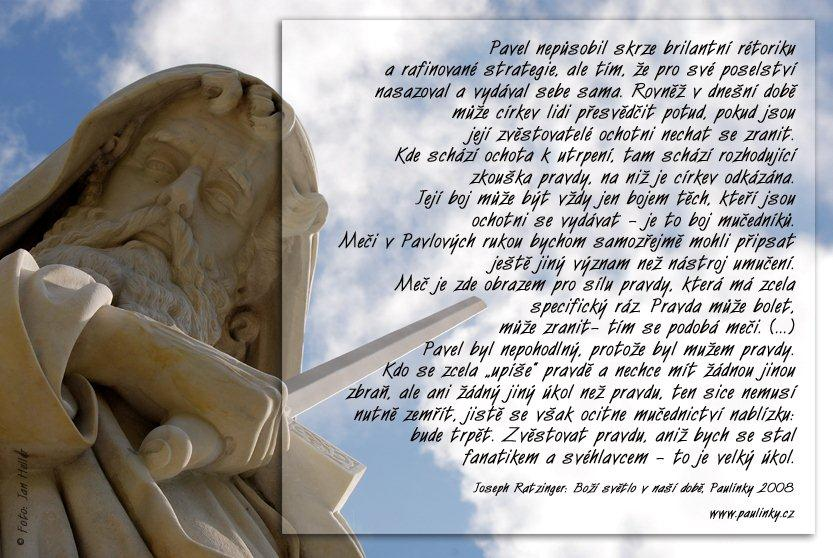 Pavel nepůsobil skrze brilantní rétoriku
a rafinované strategie, ale tím, že pro své poselství
nasazoval a vydával sebe sama. Rovněž v dnešní době
může církev lidi přesvědčit potud, pokud jsou
její zvěstovatelé ochotni nechat se zranit.
Kde schází ochota k utrpení, tam schází rozhodující
zkouška pravdy, na niž je církev odkázána.
Její boj může být vždy jen bojem těch, kteří jsou
ochotni se vydávat - je to boj mučedníků.
Meči v Pavlových rukou bychom samozřejmě mohli připsat
ještě jiný význam než nástroj umučení.
Meč je zde obrazem pro sílu pravdy, která má zcela
specifický ráz. Pravda může bolet,
může zranit- tím se podobá meči. (...)
Pavel byl nepohodlný, protože byl mužem pravdy.
Kdo se zcela „upíše“ pravdě a nechce mít žádnou jinou
zbraň, ale ani žádný jiný úkol než pravdu, ten sice nemusí
nutně zemřít, jistě se však ocitne mučednictví nablízku:
bude trpět. Zvěstovat pravdu, aniž bych se stal
fanatikem a svéhlavcem - to je velký úkol.
Joseph Ratzinger: Boží světlo v naší době, Paulínky 2008
www.paulinky.cz
© Foto: Jan Heller